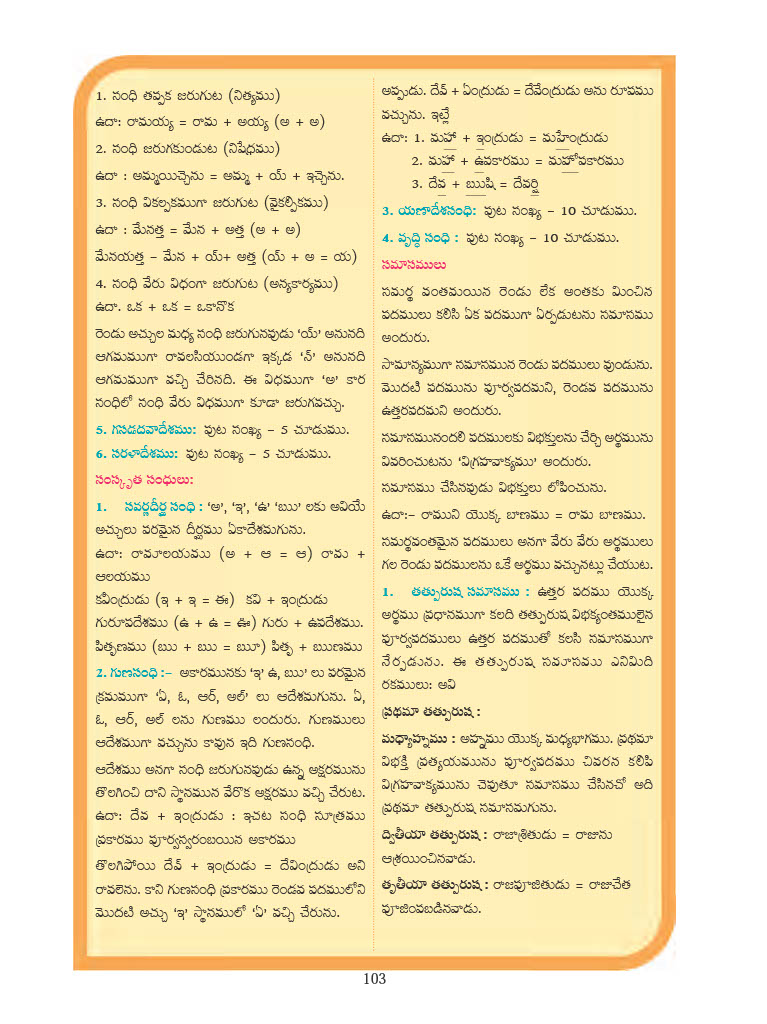 1. సంధి తప్పక జరుగుట (నిత్యము)
ఉదా: రామయ్య = రామ + అయ్య (అ + అ)
2. సంధి జరుగకుండుట (నిషేధము)
ఉదా : అమ్మయిచ్చెను = అమ్మ + య్ + ఇచ్చెను.
3. సంధి వికల్పకముగా జరుగుట (వైకల్పికము)
ఉదా : మేనత్త = మేన + అత్త (అ + అ)
మేనయత్త – మేన + య్+ అత్త (య్ + అ = య)
4. సంధి వేరు విధంగా జరుగుట (అన్యకార్యము)
ఉదా. ఒక + ఒక = ఒకానొక
రెండు అచ్చుల మధ్య సంధి జరుగునపుడు ‘య్’ అనునది
ఆగమముగా రావలసియుండగా ఇక్కడ ‘న్’ అనునది
ఆగమముగా వచ్చి చేరినది. ఈ విధముగా ‘అ’ కార
సంధిలో సంధి వేరు విధముగా కూడా జరుగవచ్చు.
5. గసడదవాదేశము: పుట సంఖ్య – 5 చూడుము.
6. సరళాదేశము: పుట సంఖ్య – 5 చూడుము.
సంస్కృత సంధులు:
1. సవర్ణదీర్ఘ సంధి : ‘అ’, ‘ఇ’, ‘ఉ’ ‘ఋ’ లకు అవియే
అచ్చులు పరమైన దీర్ఘము ఏకాదేశమగును.
ఉదా: రామాలయము (అ + ఆ = ఆ) రామ +
ఆలయము
కవీంద్రుడు (ఇ + ఇ = ఈ) కవి + ఇంద్రుడు
గురూపదేశము (ఉ + ఉ = ఊ) గురు + ఉపదేశము.
పితౄణము (ఋ + ఋ = ౠ) పితృ + ఋణము
2. గుణసంధి :– అకారమునకు ‘ఇ’ ఉ, ఋ’ లు పరమైన
క్రమముగా ‘ఏ, ఓ, ఆర్, అల్’ లు ఆదేశమగును. ఏ,
ఓ, ఆర్, అల్ లను గుణము లందురు. గుణములు
ఆదేశముగా వచ్చును కావున ఇది గుణసంధి.
ఆదేశము అనగా సంధి జరుగునపుడు ఉన్న అక్షరమును
తొలగించి దాని స్థానమున వేరొక అక్షరము వచ్చి చేరుట.
ఉదా: దేవ + ఇంద్రుడు : ఇచట సంధి సూత్రము
ప్రకారము పూర్వస్వరంబయిన అకారము
తొలగిపోయి దేవ్ + ఇంద్రుడు = దేవింద్రుడు అని
రావలెను. కాని గుణసంధి ప్రకారము రెండవ పదములోని
మొదటి అచ్చు ‘ఇ’ స్థానములో ‘ఏ’ వచ్చి చేరును.
అప్పుడు. దేవ్ + ఏంద్రుడు = దేవేంద్రుడు అను రూపము
వచ్చును. ఇట్లే
ఉదా: 1. మహా + ఇంద్రుడు = మహేంద్రుడు
2. మహా + ఉపకారము = మహోపకారము
3. దేవ + ఋషి = దేవర్షి
3. యణాదేశసంధి: పుట సంఖ్య – 10 చూడుము.
4. వృద్ధి సంధి : పుట సంఖ్య – 10 చూడుము.
సమాసములు
సమర్థ వంతమయిన రెండు లేక అంతకు మించిన
పదములు కలిసి ఏక పదముగా ఏర్పడుటను సమాసము
అందురు.
సామాన్యముగా సమాసమున రెండు పదములు వుండును.
మొదటి పదమును పూర్వపదమని, రెండవ పదమును
ఉత్తరపదమని అందురు.
సమాసమునందలి పదములకు విభక్తులను చేర్చి అర్థమును
వివరించుటను ‘విగ్రహవాక్యము’ అందురు.
సమాసము చేసినపుడు విభక్తులు లోపించును.
ఉదా:– రాముని యొక్క బాణము = రామ బాణము.
సమర్థవంతమైన పదములు అనగా వేరు వేరు అర్థములు
గల రెండు పదములను ఒకే అర్థము వచ్చునట్లు చేయుట.
1. తత్పురుష సమాసము : ఉత్తర పదము యొక్క
అర్థము ప్రధానముగా కలది తత్పురుష.విభక్యంతములైన
పూర్వపదములు ఉత్తర పదముతో కలసి సమాసముగా
నేర్పడును. ఈ తత్పురుష సమాసము ఎనిమిది
రకములు: అవి
ప్రథమా తత్పురుష :
మధ్యాహ్నము : అహ్నము యొక్క మధ్యభాగము. ప్రథమా
విభక్తి ప్రత్యయమును పూర్వపదము చివరన కలిపి
విగ్రహవాక్యమును చెపుతూ సమాసము చేసినచో అది
ప్రథమా తత్పురుష సమాసమగును.
ద్వితీయా తత్పురుష : రాజాశ్రితుడు = రాజును
ఆశ్రయించినవాడు.
తృతీయా తత్పురుష : రాజపూజితుడు = రాజుచేత
పూజింపబడినవాడు.
103